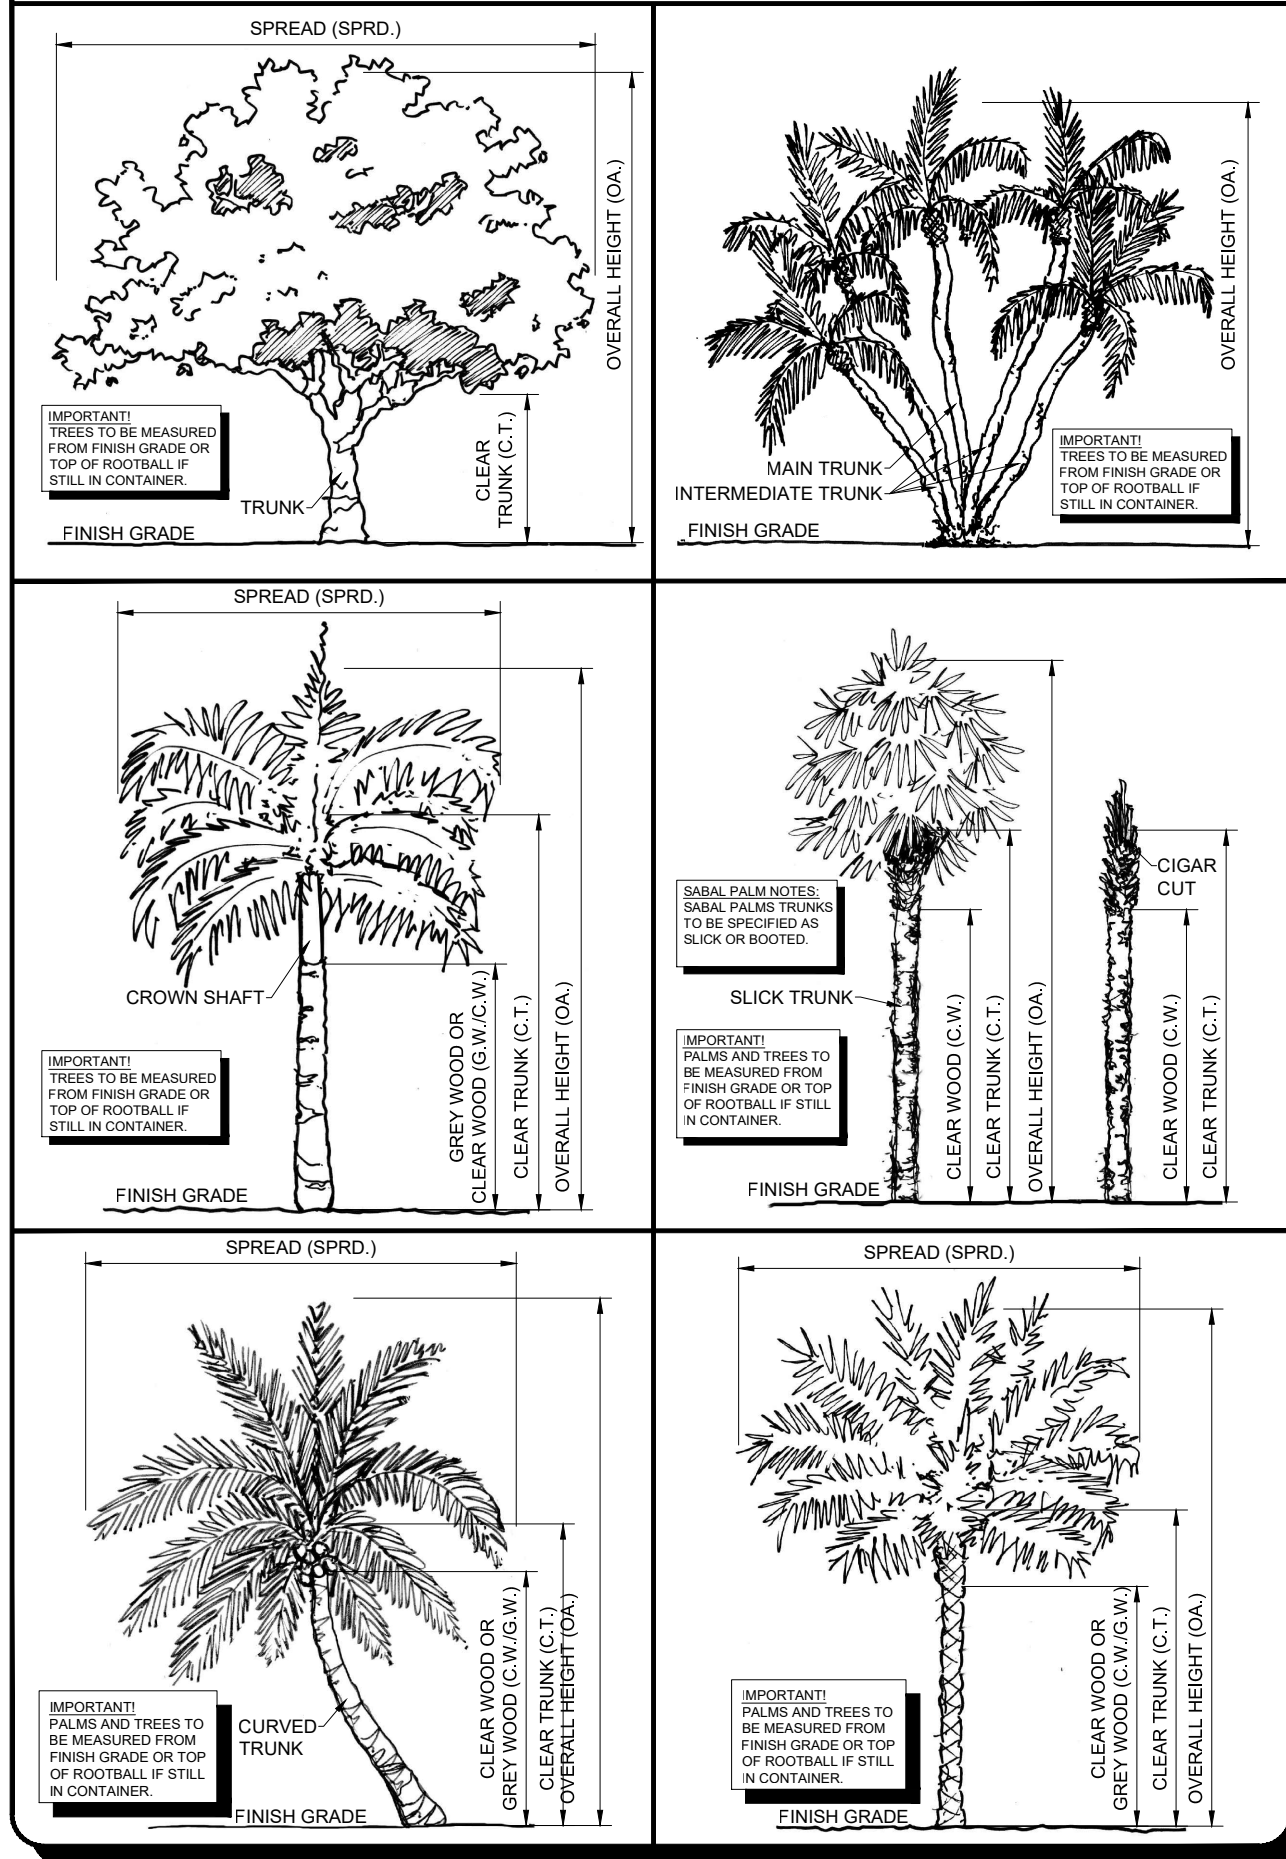 SPREAD (SPRD.)
OVERALL HEIGHT (OA.)
CLEAR
TRUNK (C.T.)
IMPORTANT!
TREES TO BE MEASURED
FROM FINISH GRADE OR
TOP OF ROOTBALL IF
STILL IN CONTAINER.
TRUNK
FINISH GRADE
OVERALL HEIGHT (OA.)
MAIN TRUNK
INTERMEDIATE TRUNK
IMPORTANT!
TREES TO BE MEASURED
FROM FINISH GRADE OR
TOP OF ROOTBALL IF
STILL IN CONTAINER.
FINISH GRADE
SPREAD (SPRD.)
CROWN SHAFT
GREY WOOD OR
CLEAR WOOD (G.W./C.W.)
CLEAR TRUNK (C.T.)
OVERALL HEIGHT (OA.)
IMPORTANT!
TREES TO BE MEASURED
FROM FINISH GRADE OR
TOP OF ROOTBALL IF
STILL IN CONTAINER.
FINISH GRADE
CIGAR
CUT
SABAL PALM NOTES:
SABAL PALMS TRUNKS
TO BE SPECIFIED AS
SLICK OR BOOTED.
SLICK TRUNK
IMPORTANT!
PALMS AND TREES TO
BE MEASURED FROM
FINISH GRADE OR TOP
OF ROOTBALL IF STILL
IN CONTAINER.
CLEAR WOOD (C.W.)
CLEAR TRUNK (C.T.)
OVERALL HEIGHT (OA.)
CLEAR WOOD (C.W.)
CLEAR TRUNK (C.T.)
FINISH GRADE
SPREAD (SPRD.)
CLEAR WOOD OR
GREY WOOD (C.W./G.W.)
CLEAR TRUNK (C.T.)
OVERALL HEIGHT (OA.)
IMPORTANT!
PALMS AND TREES TO
BE MEASURED FROM
FINISH GRADE OR TOP
OF ROOTBALL IF STILL
IN CONTAINER.
CURVED
TRUNK
FINISH GRADE
SPREAD (SPRD.)
CLEAR WOOD OR
GREY WOOD (C.W./G.W.)
CLEAR TRUNK (C.T.)
OVERALL HEIGHT (OA.)
IMPORTANT!
PALMS AND TREES TO
BE MEASURED FROM
FINISH GRADE OR TOP
OF ROOTBALL IF STILL
IN CONTAINER.
FINISH GRADE